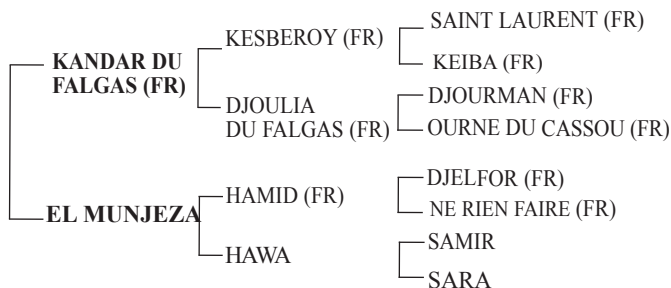 SAINT LAURENT (FR)
KESBEROY (FR)
KANDAR DU
FALGAS (FR)
KEIBA (FR)
DJOULIA
DU FALGAS (FR)
DJOURMAN (FR)
OURNE DU CASSOU (FR)
DJELFOR (FR)
HAMID (FR)
EL MUNJEZA
NE RIEN FAIRE (FR)
HAWA
SAMIR
SARA